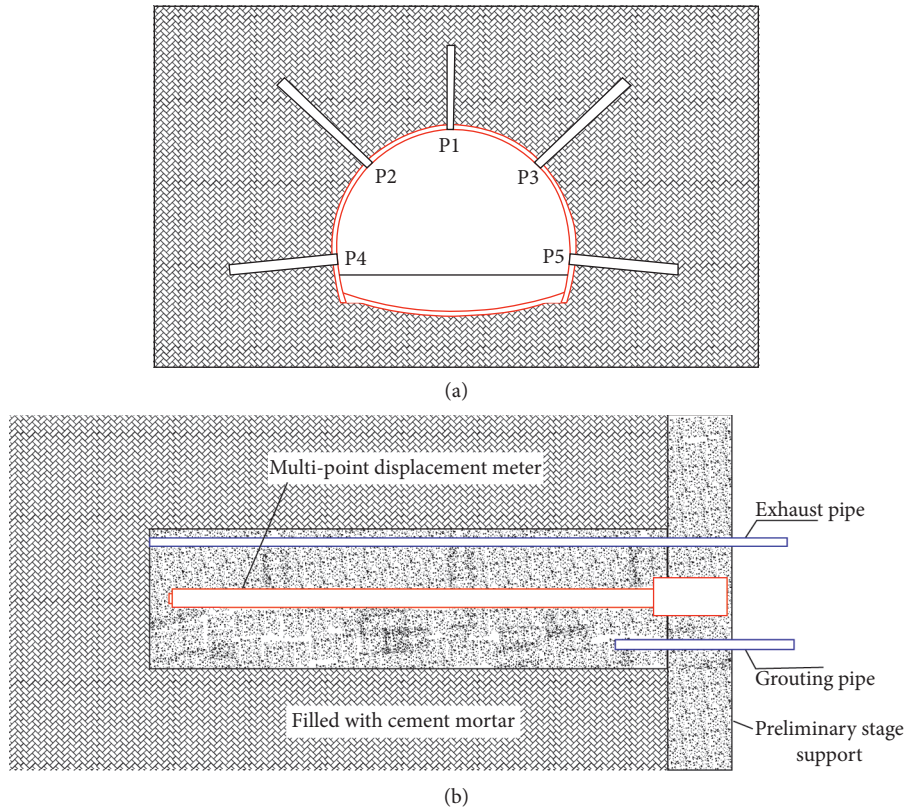 P1
P2
P3
P4
P5
(a)
Multi-point displacement meter
Exhaust pipe
Grouting pipe
Filled with cement mortar
Preliminary stage
support
(b)